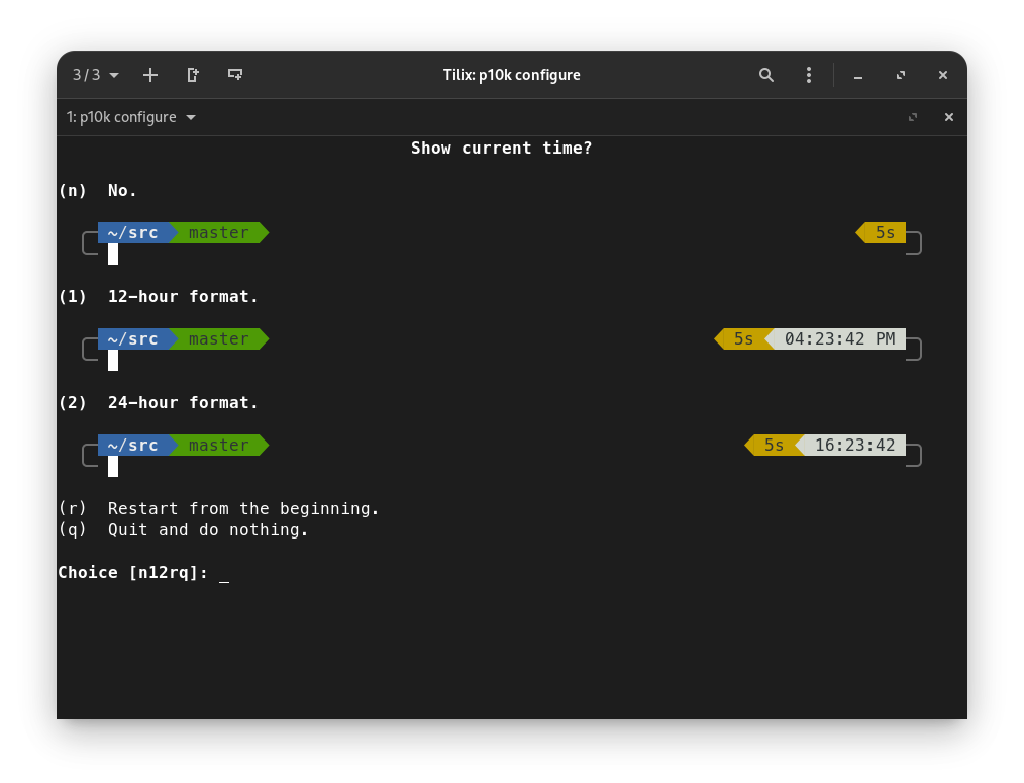 3 / 3
Tilix: p10k configure
1: p10k configure
Show current time?
(n) No.
~/src master 5s
(1) 12-hour format.
~/src master 5s 04:23:42 PM
(2) 24-hour format.
~/src master 5s 16:23:42
(r) Restart from the beginning.
(q) Quit and do nothing.
Choice [n12rq]: _